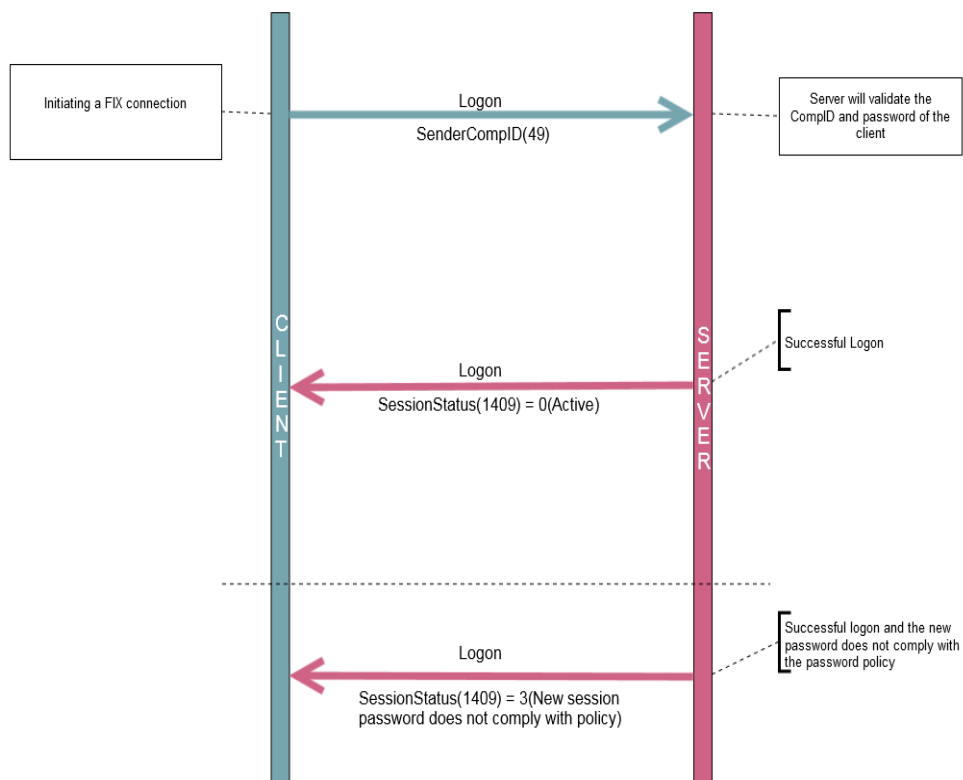 Initiating a FIX connection
Logon
SenderCompID(49)
Server will validate the
CompID and password of the
client
CLIENT
SERVER
Successful Logon
Logon
SessionStatus(1409) = 0(Active)
Successful logon and the new
password does not comply with
the password policy
Logon
SessionStatus(1409) = 3(New session
password does not comply with policy)